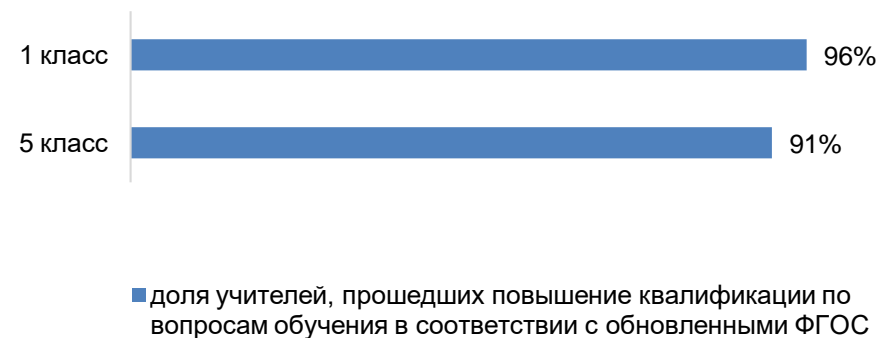 1 класс
96%
5 класс
91%
доля учителей, прошедших повышение квалификации по
вопросам обучения в соответствии с обновленными ФГОС